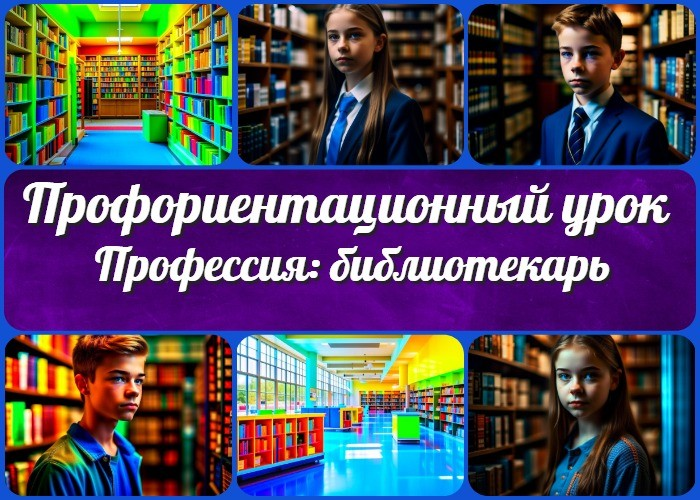 Профориентационный урок
Профессия: библиотекарь